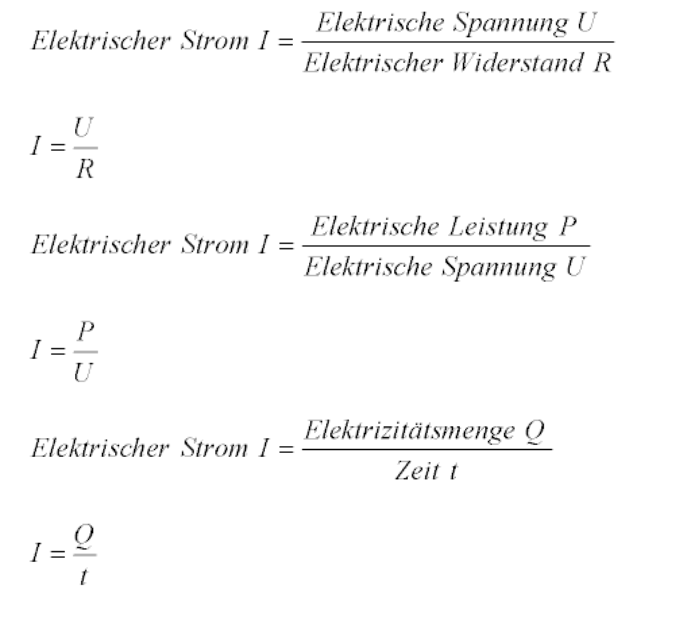 Elektrischer Strom I = Elektrische Spannung U / Elektrischer Widerstand R
I = U / R
Elektrischer Strom I = Elektrische Leistung P / Elektrische Spannung U
I = P / U
Elektrischer Strom I = Elektrizitätsmenge Q / Zeit t
I = Q / t